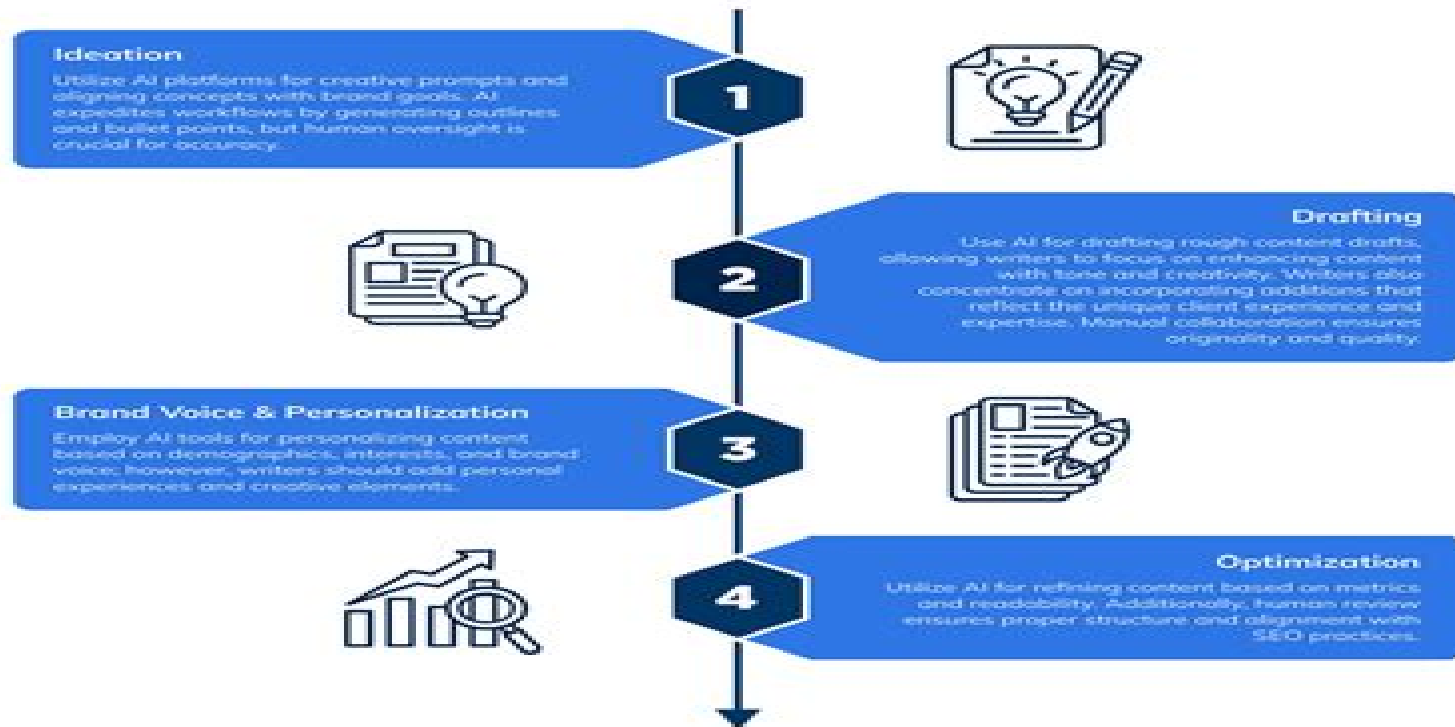 Ideation
Utilize AI platforms for creative prompts and
aligning concepts with brand goals. AI
expedites workflows by generating outlines
and bullet points, but human oversight is
crucial for accuracy.
1
Drafting
Use AI for drafting rough content drafts,
allowing writers to focus on enhancing content
with tone and creativity. Writers also
concentrate on incorporating additions that
reflect the unique client experience and
expertise. Manual collaboration ensures
originality and quality.
2
Brand Voice & Personalization
Employ AI tools for personalizing content
based on demographics, interests, and brand
voice; however, writers should add personal
experiences and creative elements.
3
Optimization
Utilize AI for refining content based on metrics
and readability. Additionally, human review
ensures proper structure and alignment with
SEO practices.
4